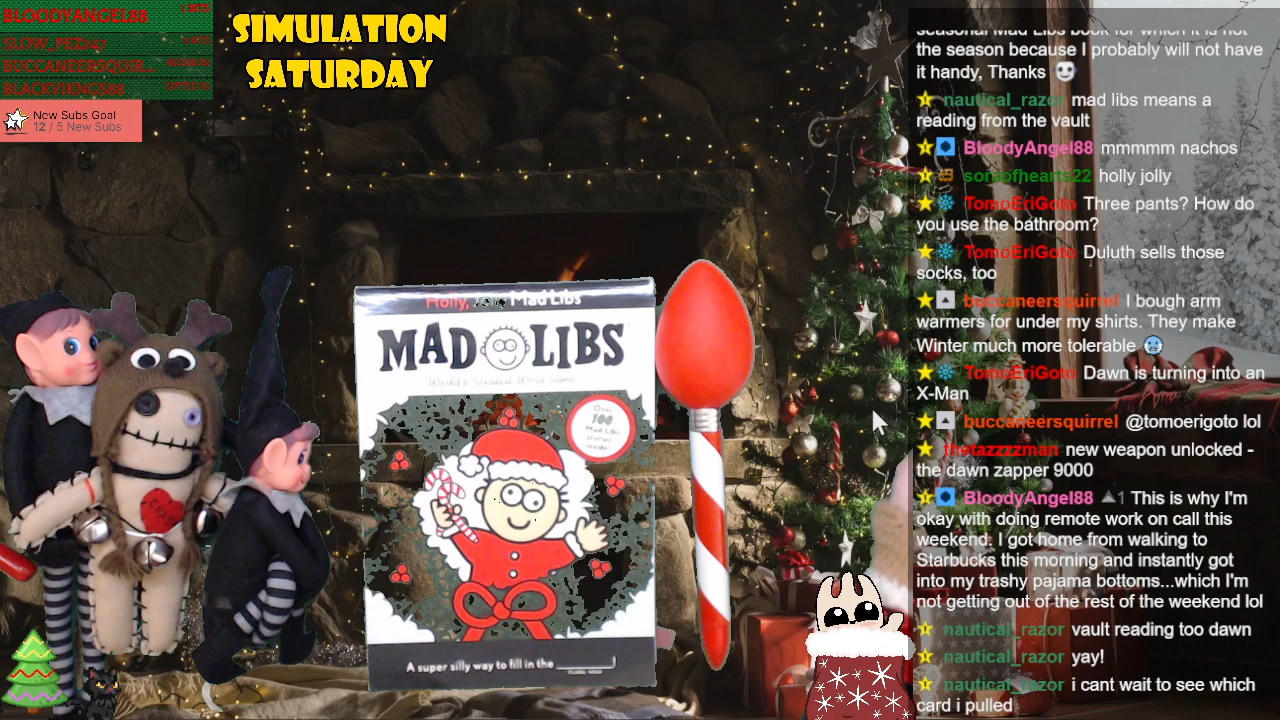 BLOODYANGEL88
SLOW_PEZ247
BUCCANEERSQUIR...
BLACKVIKNGS88
New Subs Goal
12 / 5 New Subs
SIMULATION
SATURDAY
Holly, Jolly Mad Libs
MAD LIBS
World's Greatest Word Game
Over
100
Mad Libs
stories
inside!
A super silly way to fill in the
seasonal Mad Libs book for which it is not
the season because I probably will not have
it handy, Thanks
nautical_razor mad libs means a
reading from the vault
BloodyAngel88 mmmmm nachos
soraofhearts22 holly jolly
TomoEriGoto Three pants? How do
you use the bathroom?
TomoEriGoto Duluth sells those
socks, too
buccaneersquirrel I bough arm
warmers for under my shirts. They make
Winter much more tolerable
TomoEriGoto Dawn is turning into an
X-Man
buccaneersquirrel @tomoerigoto lol
thetazzzzman new weapon unlocked -
the dawn zapper 9000
BloodyAngel88 1 This is why I'm
okay with doing remote work on call this
weekend. I got home from walking to
Starbucks this morning and instantly got
into my trashy pajama bottoms...which I'm
not getting out of the rest of the weekend lol
nautical_razor vault reading too dawn
nautical_razor yay!
nautical_razor i cant wait to see which
card i pulled